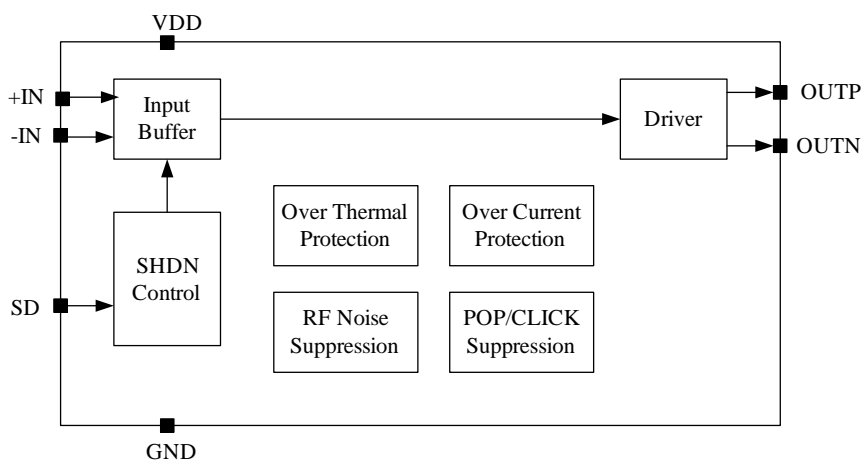 VDD
+IN
-IN
Input
Buffer
Driver
OUTP
OUTN
Over Thermal
Protection
Over Current
Protection
SHDN
Control
SD
RF Noise
Suppression
POP/CLICK
Suppression
GND